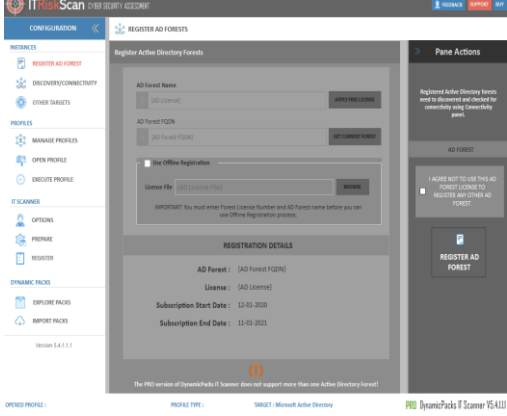 ITRiskScan CYBER SECURITY ASSESSMENT
FEEDBACK SUPPORT BUY
CONFIGURATION
REGISTER AD FORESTS
INSTANCES
REGISTER AD FOREST
DISCOVERY/CONNECTIVITY
OTHER TARGETS
PROFILES
MANAGE PROFILES
OPEN PROFILE
EXECUTE PROFILE
IT SCANNER
OPTIONS
PREPARE
REGISTER
DYNAMIC PACKS
EXPLORE PACKS
IMPORT PACKS
Version 5.4.1.1.1
Register Active Directory Forests
AD Forest Name
[AD License]
APPLY FREE LICENSE
AD Forest FQDN
[AD Forest FQDN]
GET CURRENT FOREST
Use Offline Registration
License File
[AD License File]
BROWSE
IMPORTANT: You must enter Forest License Number and AD Forest name before you can
use Offline Registration process.
REGISTRATION DETAILS
AD Forest : [AD Forest FQDN]
License : [AD License]
Subscription Start Date : 12-01-2020
Subscription End Date : 11-01-2021
The PRO version of DynamicPacks IT Scanner does not support more than one Active Directory Forest!
Pane Actions
Registered Active Directory forests
need to discovered and checked for
connectivity using Connectivity
panel.
AD FOREST
I AGREE NOT TO USE THIS AD
FOREST LICENSE TO
REGISTER ANY OTHER AD
FOREST.
REGISTER AD
FOREST
OPENED PROFILE :
PROFILE TYPE :
TARGET : Microsoft Active Directory
PRO DynamicPacks IT Scanner V5.4.1.1.1